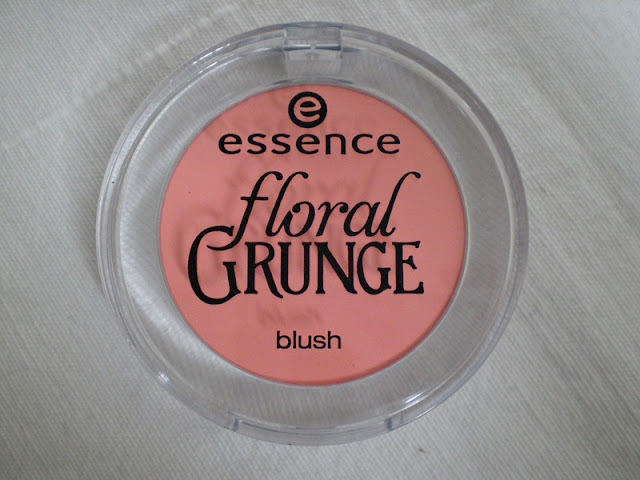 e
essence
floral
GRUNGE
blush